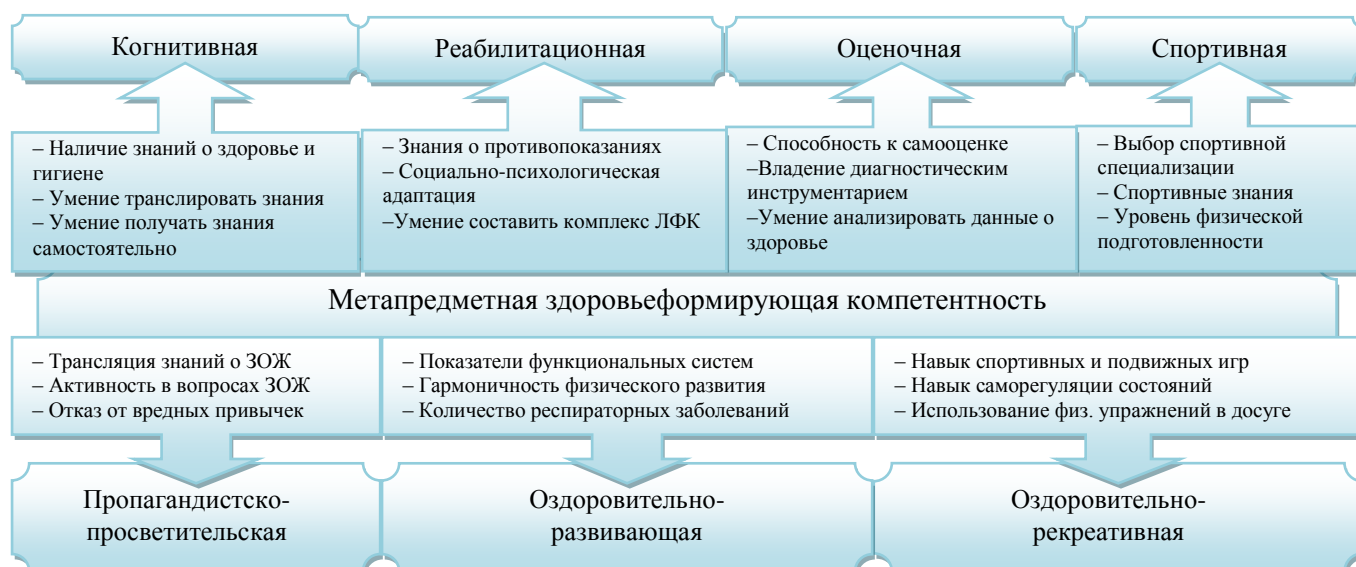 Когнитивная
Реабилитационная
Оценочная
Спортивная
– Наличие знаний о здоровье и
гигиене
– Умение транслировать знания
– Умение получать знания
самостоятельно
– Знания о противопоказаниях
– Социально-психологическая
адаптация
–Умение составить комплекс ЛФК
– Способность к самооценке
–Владение диагностическим
инструментарием
–Умение анализировать данные о
здоровье
– Выбор спортивной
специализации
– Спортивные знания
– Уровень физической
подготовленности
Метапредметная здоровьеформирующая компетентность
– Трансляция знаний о ЗОЖ
– Активность в вопросах ЗОЖ
– Отказ от вредных привычек
– Показатели функциональных систем
– Гармоничность физического развития
– Количество респираторных заболеваний
– Навык спортивных и подвижных игр
– Навык саморегуляции состояний
– Использование физ. упражнений в досуге
Пропагандистско-
просветительская
Оздоровительно-
развивающая
Оздоровительно-
рекреативная